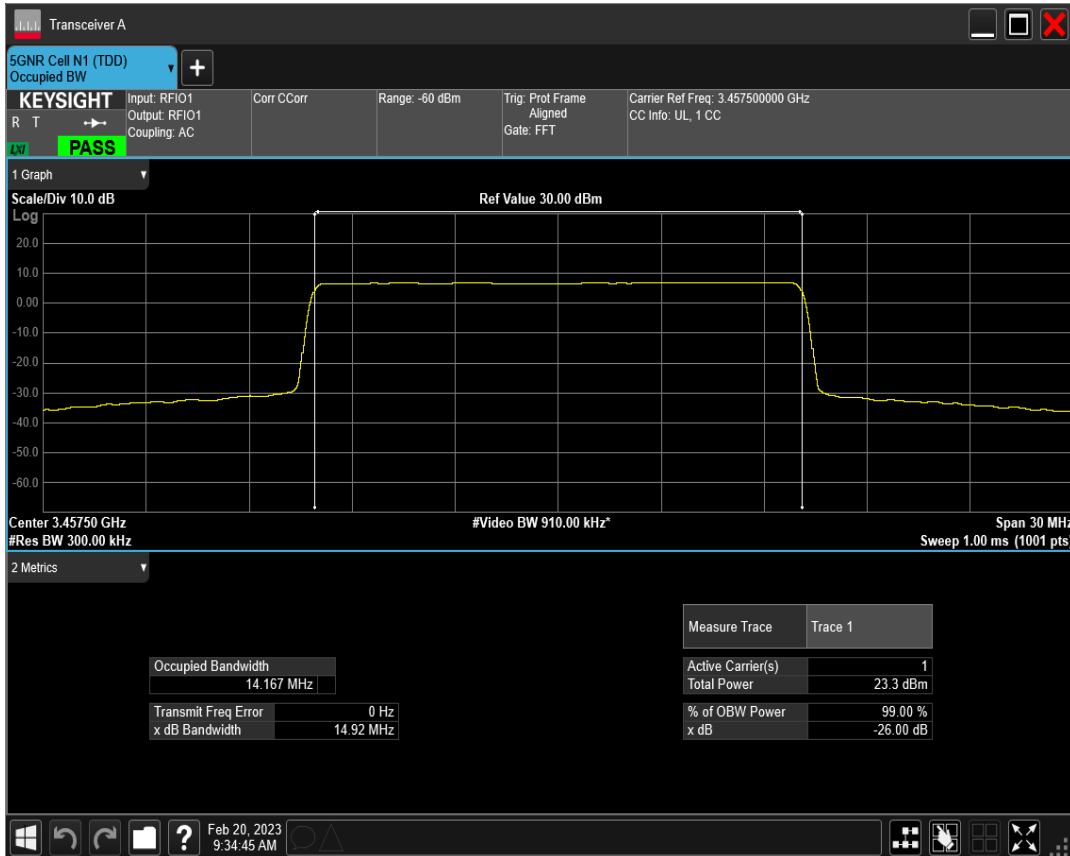 Transceiver A
5GNR Cell N1 (TDD)
Occupied BW
+
KEYSIGHT
R T
LXI
PASS
Input: RFIO1
Output: RFIO1
Coupling: AC
Corr CCorr
Range: -60 dBm
Trig: Prot Frame
Aligned
Gate: FFT
Carrier Ref Freq: 3.457500000 GHz
CC Info: UL, 1 CC
1 Graph
Scale/Div 10.0 dB
Ref Value 30.00 dBm
Log
20.0
10.0
0.00
-10.0
-20.0
-30.0
-40.0
-50.0
-60.0
Center 3.45750 GHz
#Video BW 910.00 kHz*
Span 30 MHz
#Res BW 300.00 kHz
Sweep 1.00 ms (1001 pts)
2 Metrics
Measure Trace Trace 1
Occupied Bandwidth
14.167 MHz
Active Carrier(s) 1
Total Power 23.3 dBm
Transmit Freq Error 0 Hz
x dB Bandwidth 14.92 MHz
% of OBW Power 99.00 %
x dB -26.00 dB
?
Feb 20, 2023
9:34:45 AM